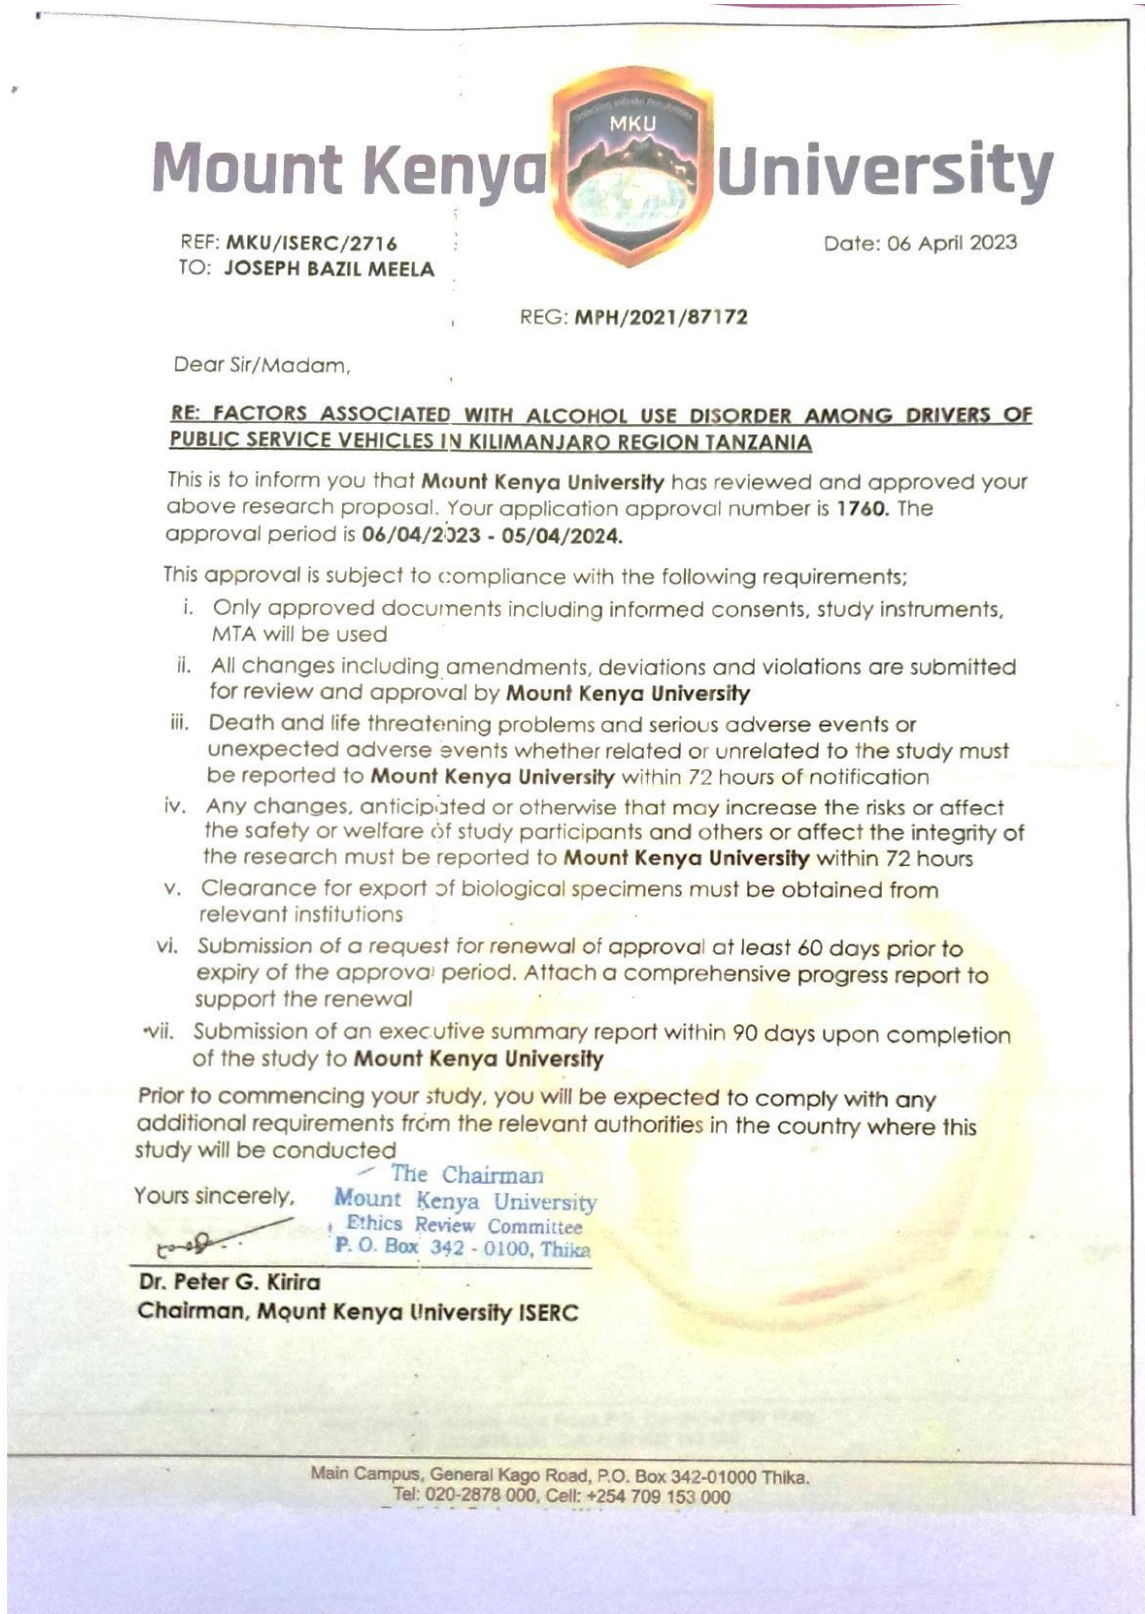 Unlocking Infinite Possibilities
MKU
Mount Kenya University
REF: MKU/ISERC/2716
Date: 06 April 2023
TO: JOSEPH BAZIL MEELA
REG: MPH/2021/87172
Dear Sir/Madam,
RE: FACTORS ASSOCIATED WITH ALCOHOL USE DISORDER AMONG DRIVERS OF
PUBLIC SERVICE VEHICLES IN KILIMANJARO REGION TANZANIA
This is to inform you that Mount Kenya University has reviewed and approved your
above research proposal. Your application approval number is 1760. The
approval period is 06/04/2023 - 05/04/2024.
This approval is subject to compliance with the following requirements;
i. Only approved documents including informed consents, study instruments,
MTA will be used
ii. All changes including amendments, deviations and violations are submitted
for review and approval by Mount Kenya University
iii. Death and life threatening problems and serious adverse events or
unexpected adverse events whether related or unrelated to the study must
be reported to Mount Kenya University within 72 hours of notification
iv. Any changes, anticipated or otherwise that may increase the risks or affect
the safety or welfare of study participants and others or affect the integrity of
the research must be reported to Mount Kenya University within 72 hours
v. Clearance for export of biological specimens must be obtained from
relevant institutions
vi. Submission of a request for renewal of approval at least 60 days prior to
expiry of the approval period. Attach a comprehensive progress report to
support the renewal
vii. Submission of an executive summary report within 90 days upon completion
of the study to Mount Kenya University
Prior to commencing your study, you will be expected to comply with any
additional requirements from the relevant authorities in the country where this
study will be conducted
The Chairman
Mount Kenya University
Ethics Review Committee
P. O. Box 342 - 0100, Thika
Yours sincerely,
Dr. Peter G. Kirira
Chairman, Mount Kenya University ISERC
Main Campus, General Kago Road, P.O. Box 342-01000 Thika.
Tel: 020-2878 000, Cell: +254 709 153 000